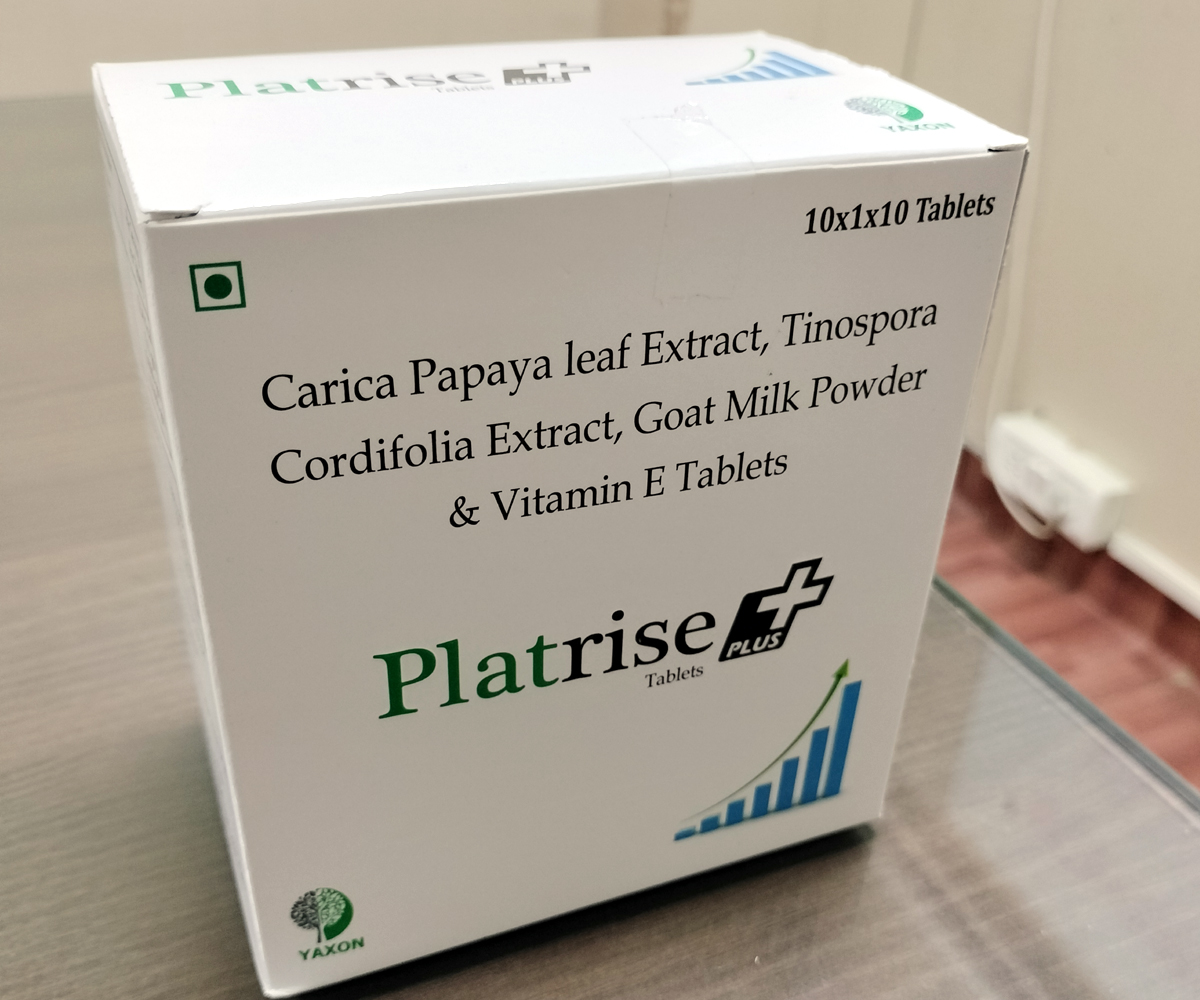 Platrise PLUS
Tablets
YAXON
10x1x10 Tablets
Carica Papaya leaf Extract, Tinospora
Cordifolia Extract, Goat Milk Powder
& Vitamin E Tablets
Platrise PLUS
Tablets
YAXON